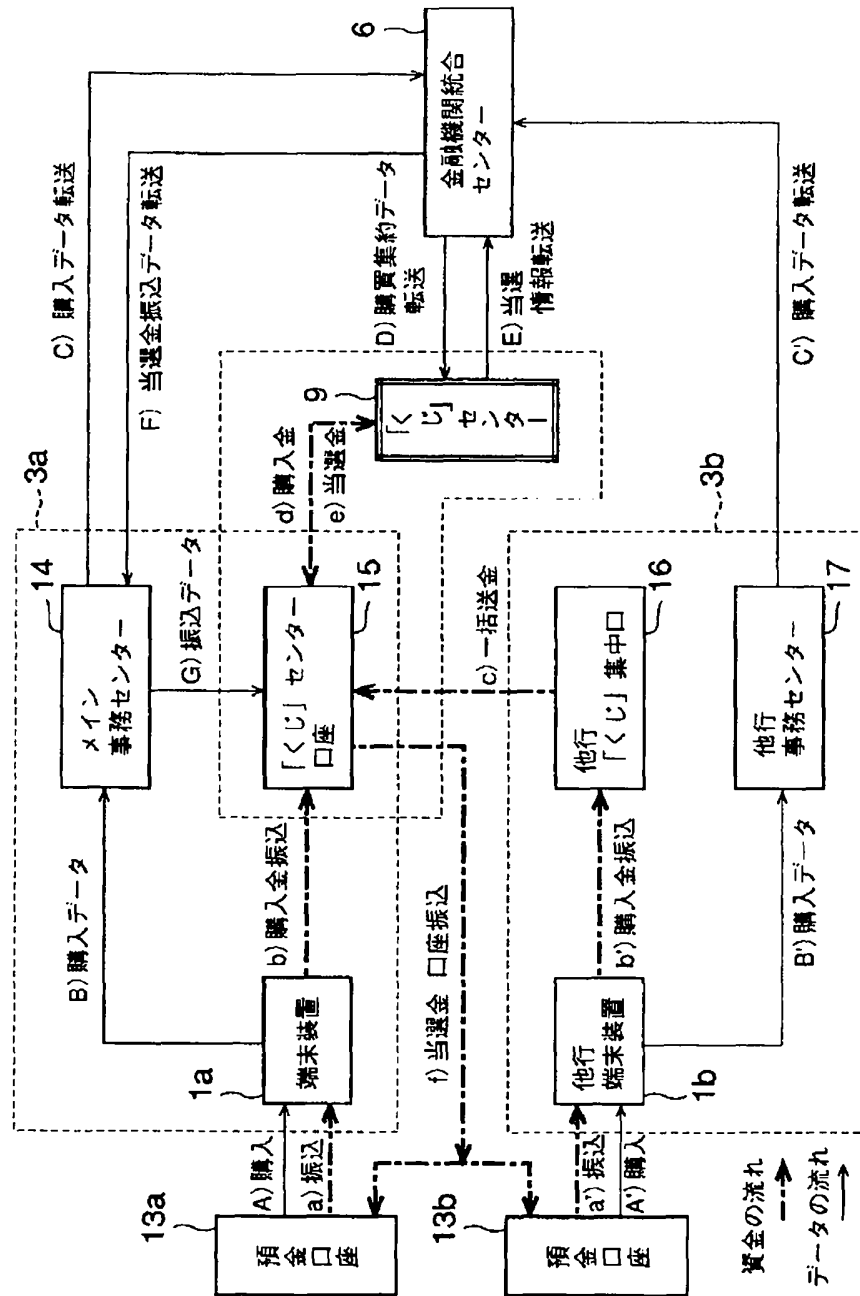 3a
14
メイン
事務センター
C) 購入データ転送
F) 当選金振込データ転送
6
金融機関統合
センター
B) 購入データ
G) 振込データ
D) 購買集約データ
転送
E) 当選
情報転送
9
「くじ」
センター
d) 購入金
e) 当選金
13a
預金口座
A) 購入
a) 振込
1a
端末装置
b) 購入金振込
「くじ」センター
口座
15
f) 当選金 口座振込
c) 一括送金
C') 購入データ転送
3b
13b
預金口座
a') 振込
A') 購入
他行
端末装置
1b
b') 購入金振込
他行
「くじ」集中口
16
B') 購入データ
他行
事務センター
17
資金の流れ
データの流れ